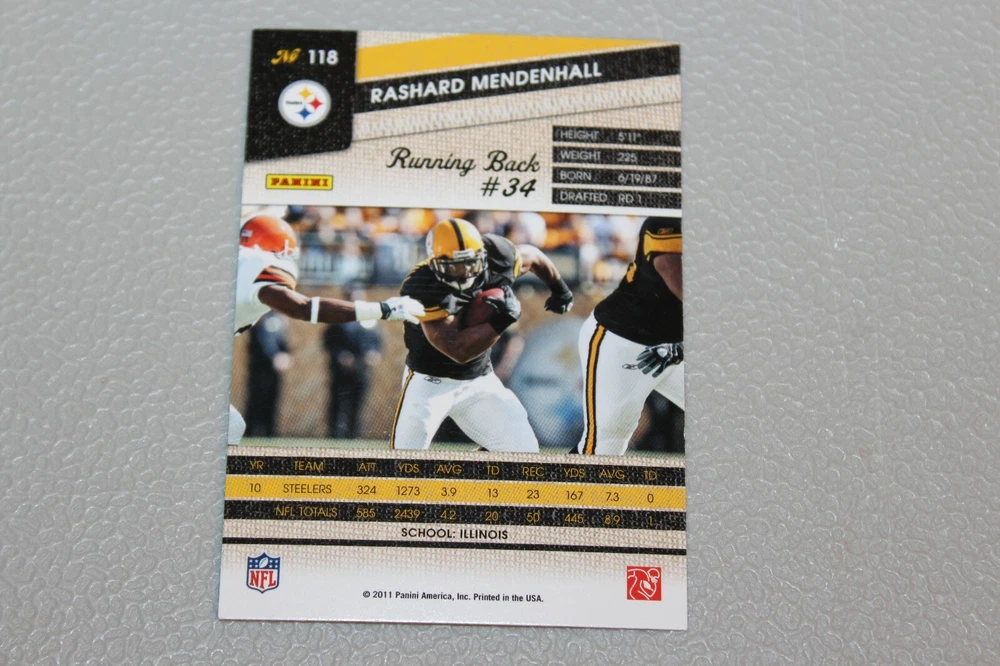 No 118
RASHARD MENDENHALL
Steelers
Running Back
#34
PANINI
HEIGHT 5'11"
WEIGHT 225
BORN 6/19/87
DRAFTED RD 1
YR TEAM ATT YDS AVG TD REC YDS AVG TD
10 STEELERS 324 1273 3.9 13 23 167 7.3 0
NFL TOTALS 585 2439 4.2 20 50 445 8.9 1
SCHOOL: ILLINOIS
NFL
© 2011 Panini America, Inc. Printed in the USA.